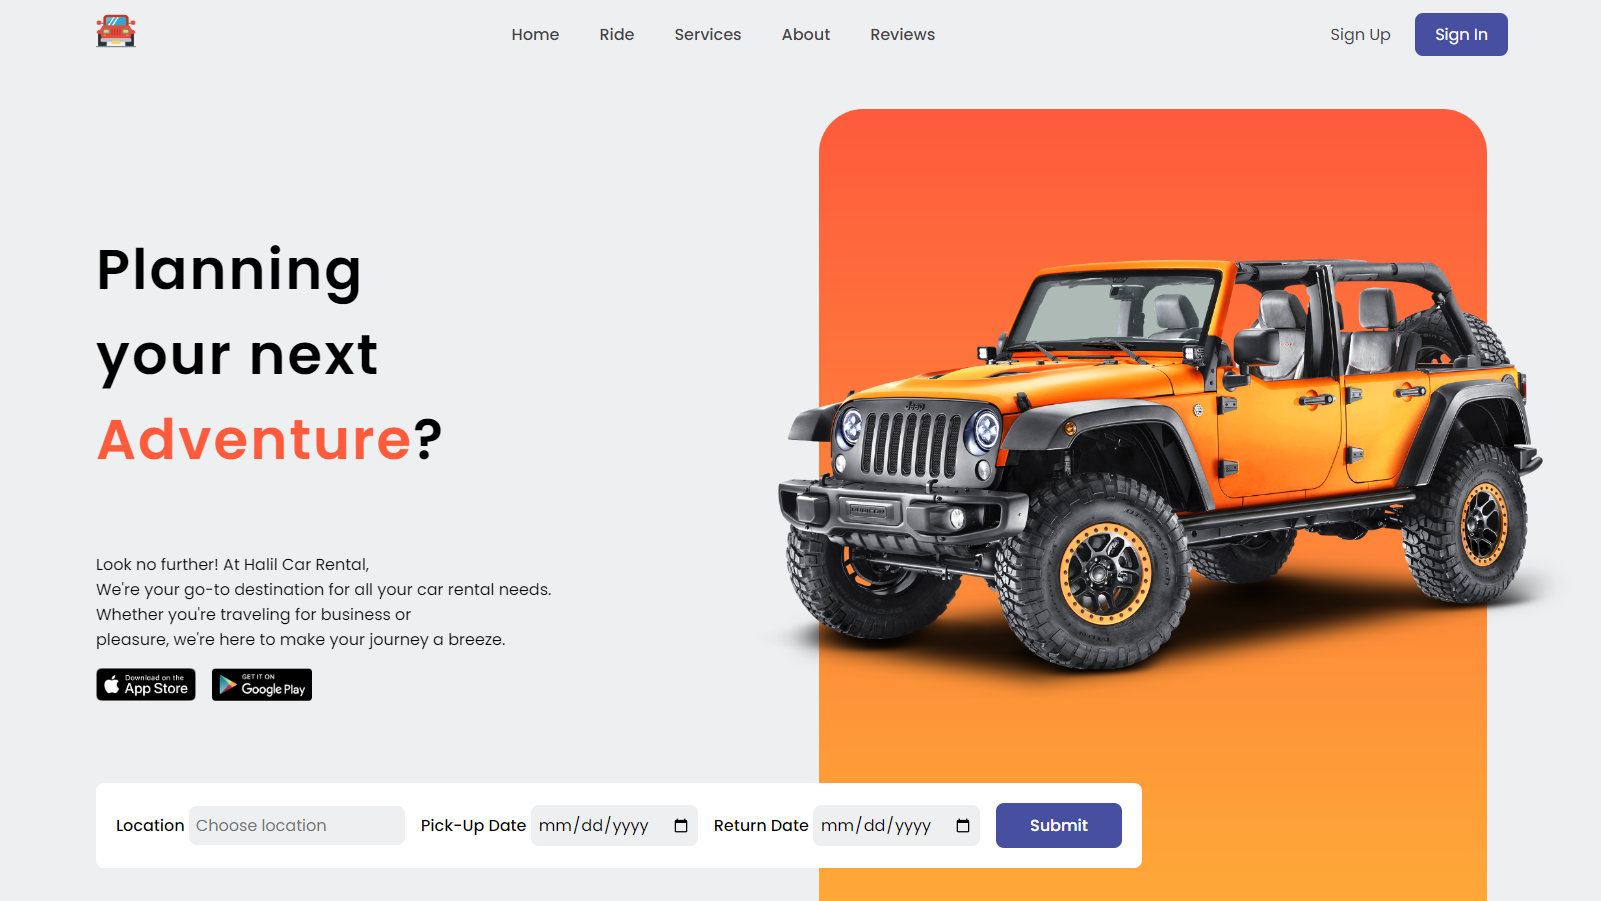 Home Ride Services About Reviews Sign Up Sign In
Planning
your next
Adventure?
Look no further! At Halil Car Rental,
We're your go-to destination for all your car rental needs.
Whether you're traveling for business or
pleasure, we're here to make your journey a breeze.
Download on the
App Store
GET IT ON
Google Play
Jeep
RUBICON
Location Choose location Pick-Up Date mm/dd/yyyy Return Date mm/dd/yyyy Submit